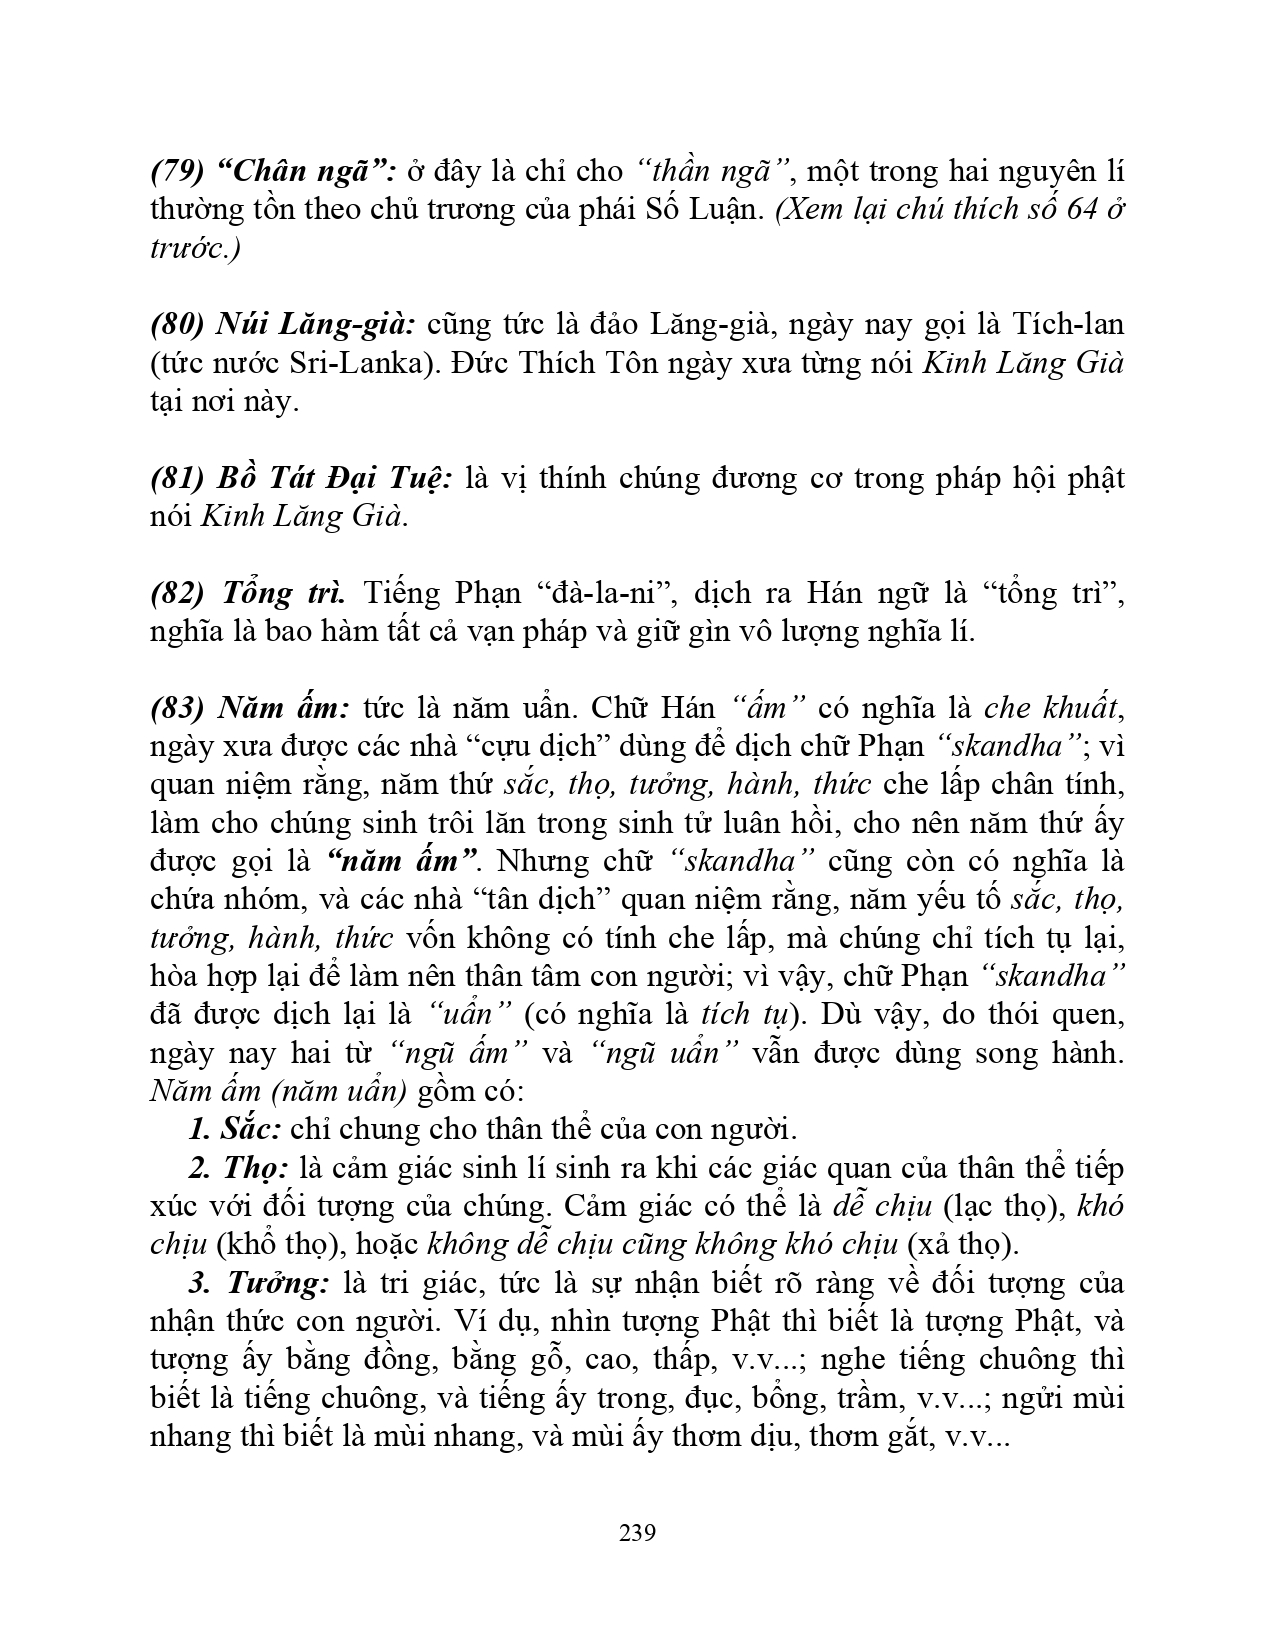 (79) “Chân ngã”: ở đây là chỉ cho “thần ngã”, một trong hai nguyên lí
thường tồn theo chủ trương của phái Số Luận. (Xem lại chú thích số 64 ở
trước.)
(80) Núi Lăng-già: cũng tức là đảo Lăng-già, ngày nay gọi là Tích-lan
(tức nước Sri-Lanka). Đức Thích Tôn ngày xưa từng nói Kinh Lăng Già
tại nơi này.
(81) Bồ Tát Đại Tuệ: là vị thính chúng đương cơ trong pháp hội phật
nói Kinh Lăng Già.
(82) Tổng trì. Tiếng Phạn “đà-la-ni”, dịch ra Hán ngữ là “tổng trì”,
nghĩa là bao hàm tất cả vạn pháp và giữ gìn vô lượng nghĩa lí.
(83) Năm ấm: tức là năm uẩn. Chữ Hán “ấm” có nghĩa là che khuất,
ngày xưa được các nhà “cựu dịch” dùng để dịch chữ Phạn “skandha”; vì
quan niệm rằng, năm thứ sắc, thọ, tưởng, hành, thức che lấp chân tính,
làm cho chúng sinh trôi lăn trong sinh tử luân hồi, cho nên năm thứ ấy
được gọi là “năm ấm”. Nhưng chữ “skandha” cũng còn có nghĩa là
chứa nhóm, và các nhà “tân dịch” quan niệm rằng, năm yếu tố sắc, thọ,
tưởng, hành, thức vốn không có tính che lấp, mà chúng chỉ tích tụ lại,
hòa hợp lại để làm nên thân tâm con người; vì vậy, chữ Phạn “skandha”
đã được dịch lại là “uẩn” (có nghĩa là tích tụ). Dù vậy, do thói quen,
ngày nay hai từ “ngũ ấm” và “ngũ uẩn” vẫn được dùng song hành.
Năm ấm (năm uẩn) gồm có:
1. Sắc: chỉ chung cho thân thể của con người.
2. Thọ: là cảm giác sinh lí sinh ra khi các giác quan của thân thể tiếp
xúc với đối tượng của chúng. Cảm giác có thể là dễ chịu (lạc thọ), khó
chịu (khổ thọ), hoặc không dễ chịu cũng không khó chịu (xả thọ).
3. Tưởng: là tri giác, tức là sự nhận biết rõ ràng về đối tượng của
nhận thức con người. Ví dụ, nhìn tượng Phật thì biết là tượng Phật, và
tượng ấy bằng đồng, bằng gỗ, cao, thấp, v.v...; nghe tiếng chuông thì
biết là tiếng chuông, và tiếng ấy trong, đục, bổng, trầm, v.v...; ngửi mùi
nhang thì biết là mùi nhang, và mùi ấy thơm dịu, thơm gắt, v.v...
239